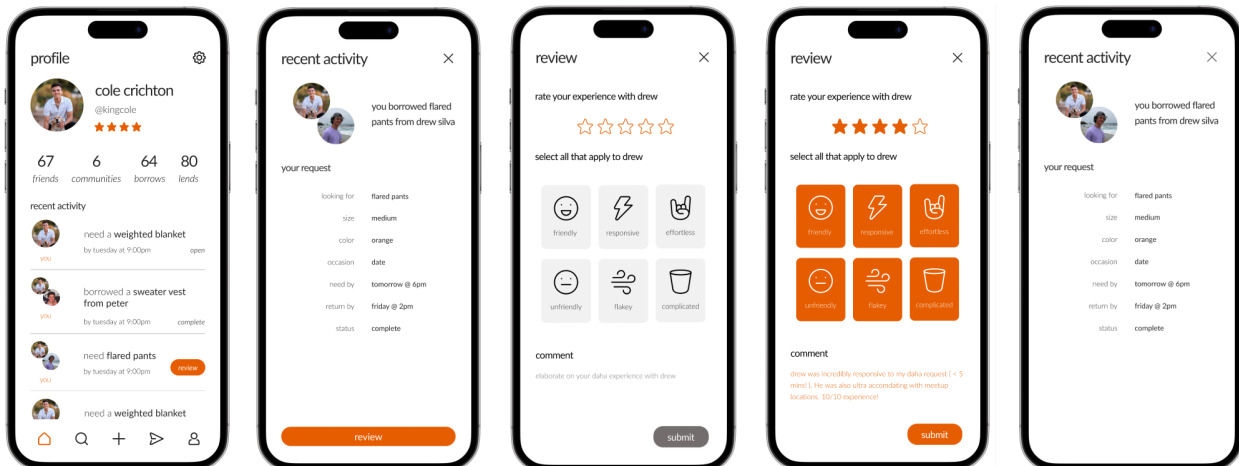 profile
cole crichton
@kingcole
67 6 64 80
friends communities borrows lends
recent activity
need a weighted blanket
by tuesday at 9:00pm open
you
borrowed a sweater vest
from peter
by tuesday at 9:00pm complete
you
need flared pants
by tuesday at 9:00pm review
you
need a weighted blanket
recent activity
you borrowed flared
pants from drew silva
your request
looking for flared pants
size medium
color orange
occasion date
need by tomorrow @ 6pm
return by friday @ 2pm
status complete
review
review
rate your experience with drew
select all that apply to drew
friendly responsive effortless
unfriendly flakey complicated
comment
elaborate on your daha experience with drew
submit
review
rate your experience with drew
select all that apply to drew
friendly responsive effortless
unfriendly flakey complicated
comment
drew was incredibly responsive to my daha request ( < 5
mins! ). He was also ultra accomdating with meetup
locations. 10/10 experience!
submit
recent activity
you borrowed flared
pants from drew silva
your request
looking for flared pants
size medium
color orange
occasion date
need by tomorrow @ 6pm
return by friday @ 2pm
status complete